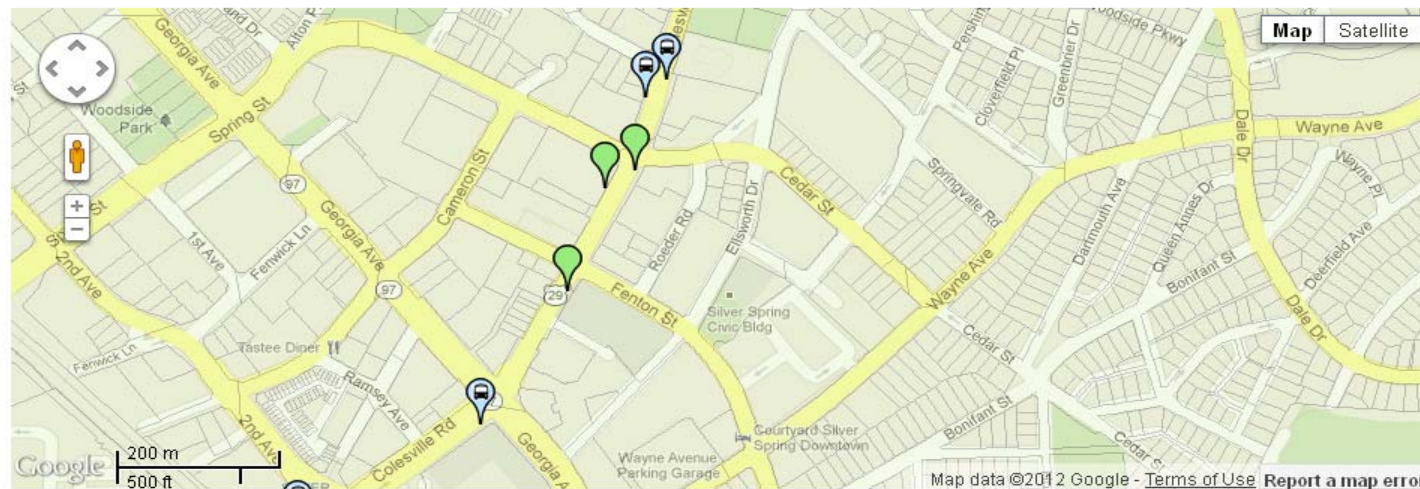 Georgia Ave
Alton P
Woodside Pkwy
Map
Satellite
Woodside
Park
Spring St
Pershing
Cloverfield Pl
Greenbrier Dr
Dale Dr
Wayne Ave
Wayne Pl
97
Cameron St
Cedar St
Springvale Rd
Dartmouth Ave
Queen Annes Dr
Deerfield Ave
Bonifant St
St
1st Ave
2nd Ave
Fenwick Ln
Georgia Ave
97
Roeder Rd
Ellsworth Dr
Wayne Ave
29
Fenton St
Silver Spring
Civic Bldg
Dale Dr
Fenwick Ln
Tastee Diner
Ramsey Ave
Cedar St
2nd Ave
Colesville Rd
Georgia A
Courtyard Silver
Spring Downtown
Bonifant St
Cedar St
Wayne Avenue
Parking Garage
Google
200 m
500 ft
Map data ©2012 Google - Terms of Use
Report a map erro